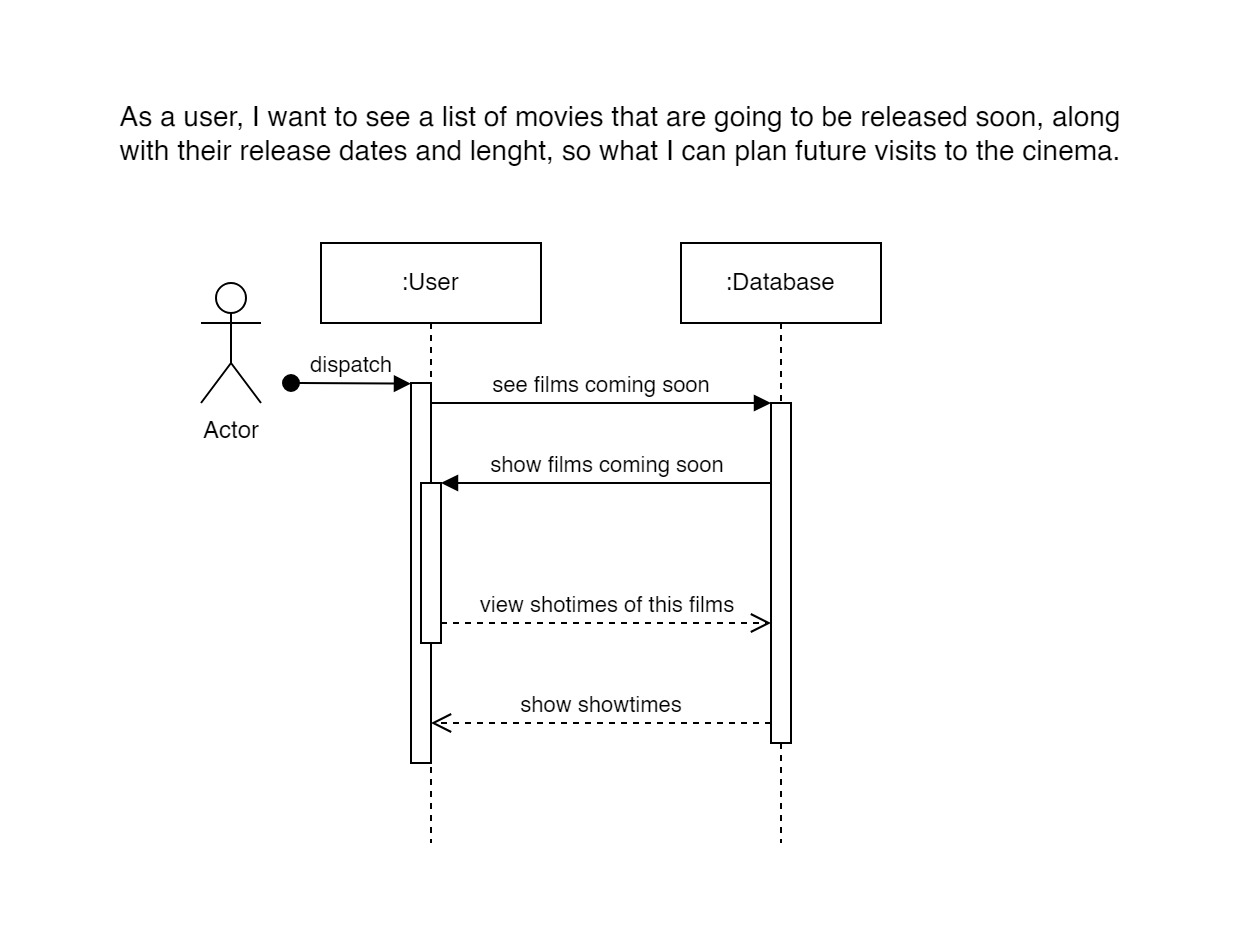 As a user, I want to see a list of movies that are going to be released soon, along
with their release dates and lenght, so what I can plan future visits to the cinema.
:User
:Database
dispatch
see films coming soon
Actor
show films coming soon
view shotimes of this films
show showtimes